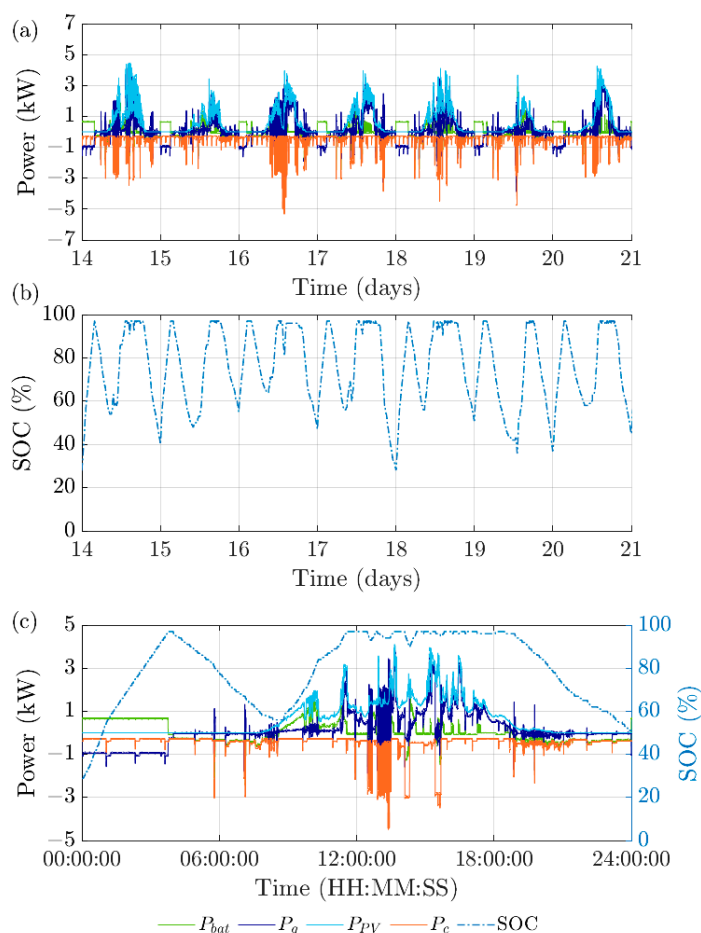 (a)
7
5
3
1
−1
−3
−5
−7
Power (kW)
14 15 16 17 18 19 20 21
Time (days)
(b)
100
80
60
40
20
0
SOC (%)
14 15 16 17 18 19 20 21
Time (days)
(c)
5
3
1
−1
−3
−5
Power (kW)
100
80
60
40
20
0
SOC (%)
00:00:00 06:00:00 12:00:00 18:00:00 24:00:00
Time (HH:MM:SS)
P_bat P_g P_PV P_c SOC